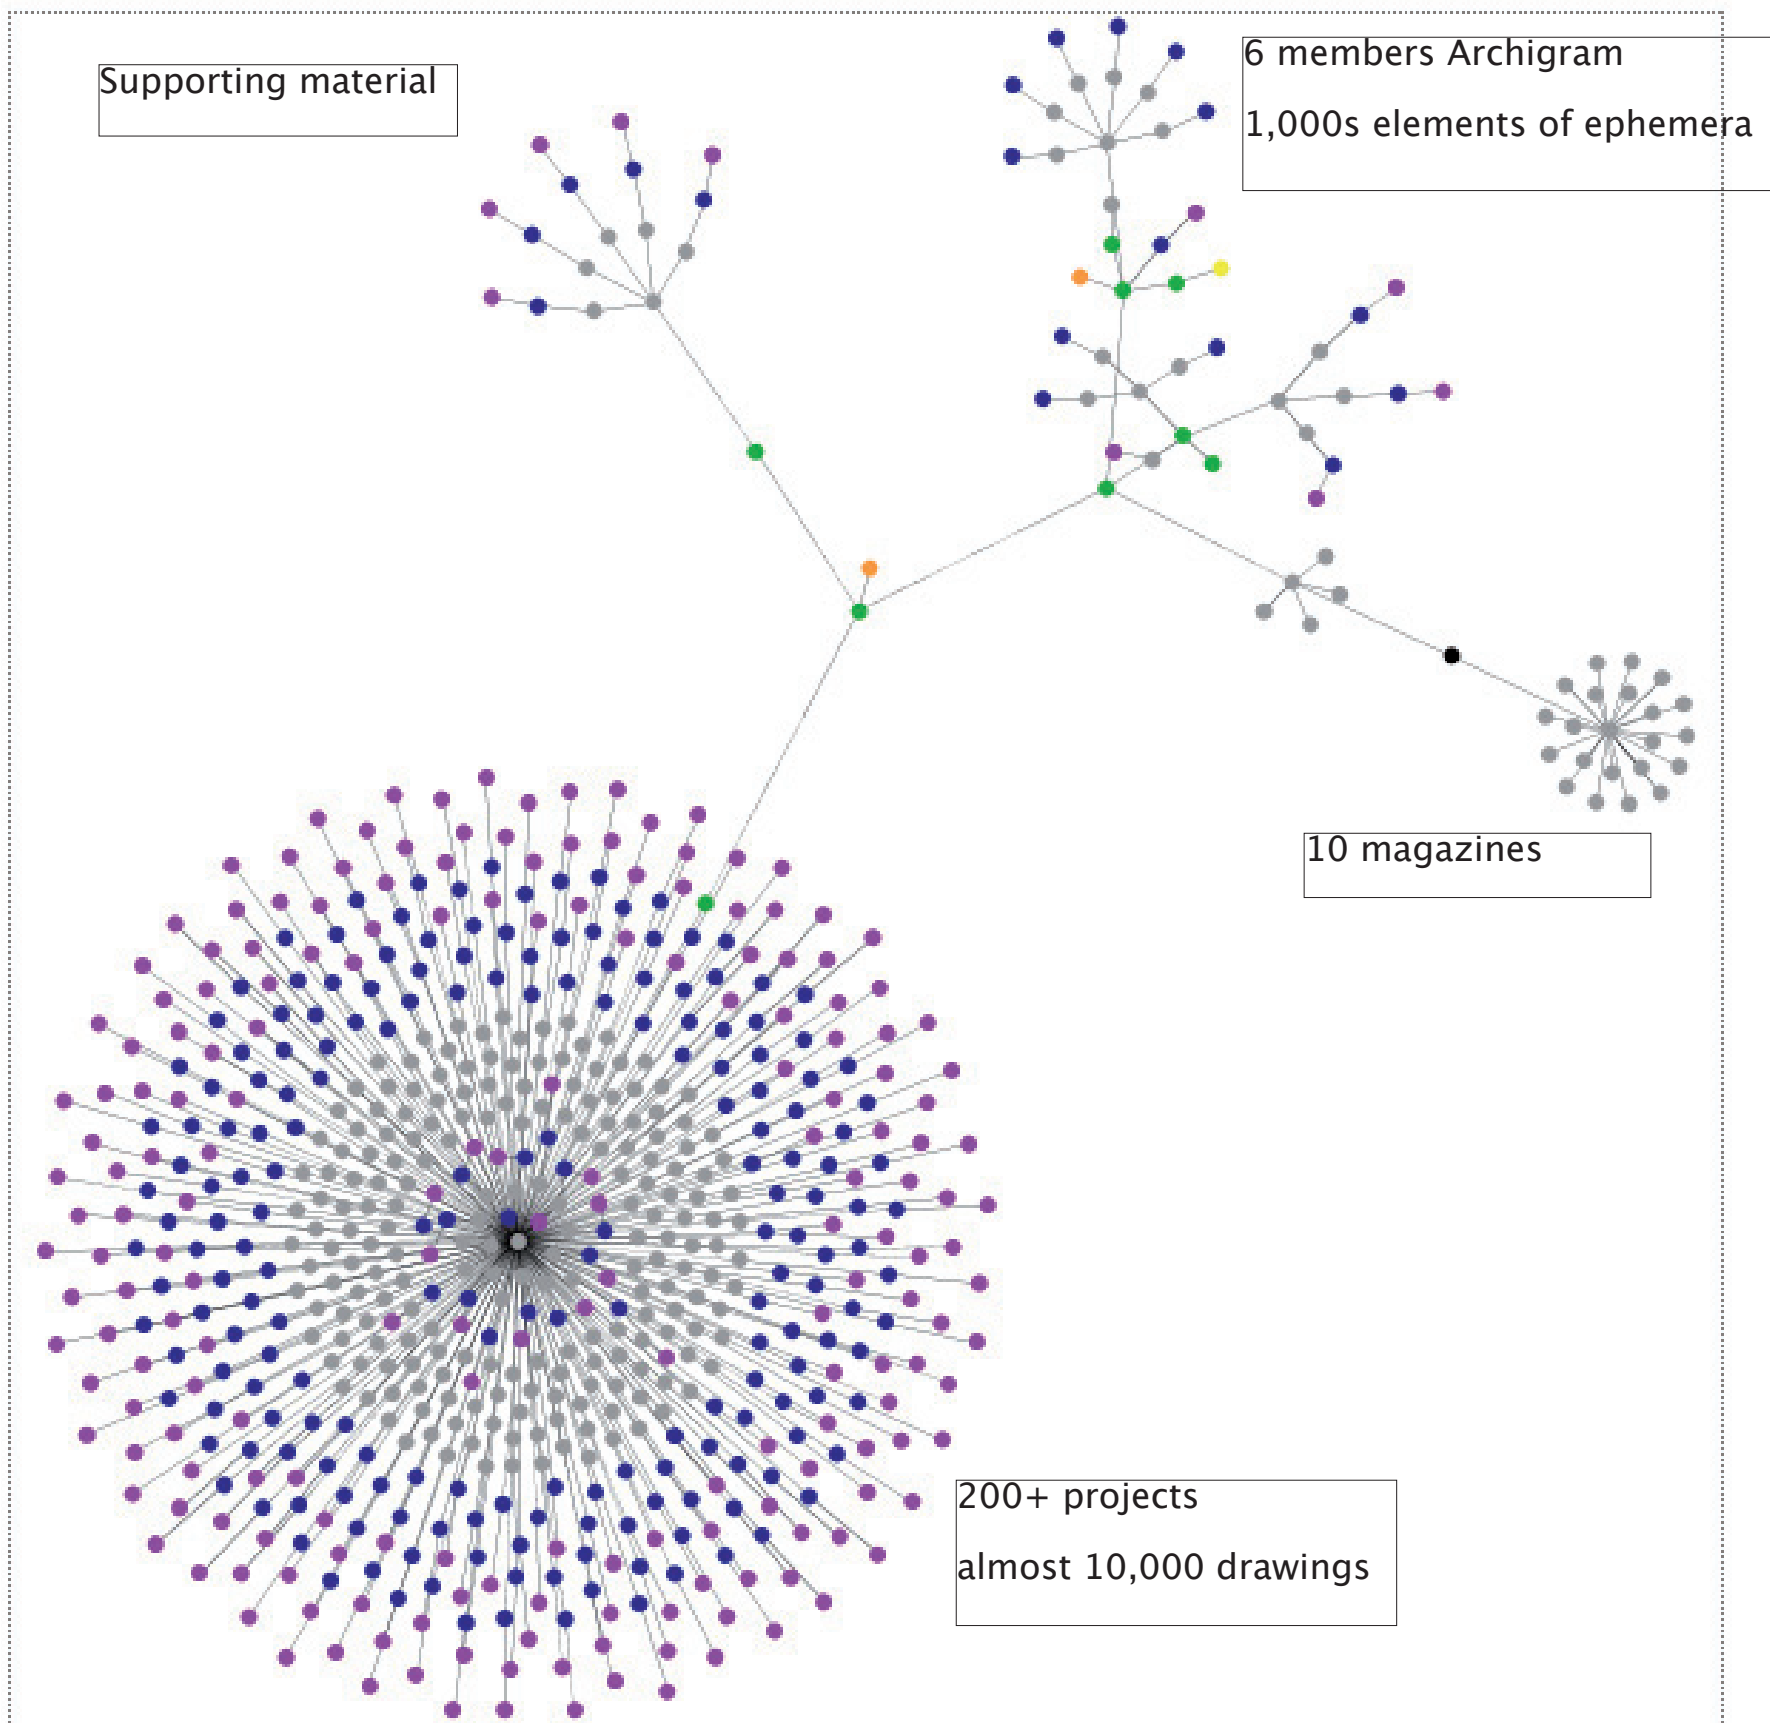 Supporting material
6 members Archigram
1,000s elements of ephemera
10 magazines
200+ projects
almost 10,000 drawings